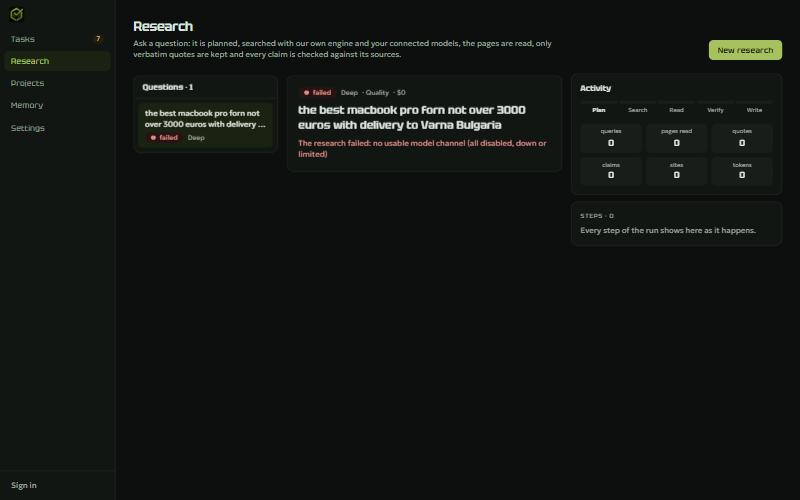 Tasks
7
Research
Projects
Memory
Settings
Sign in
Research
Ask a question: it is planned, searched with our own engine and your connected models, the pages are read, only
verbatim quotes are kept and every claim is checked against its sources.
New research
Questions · 1
the best macbook pro forn not
over 3000 euros with delivery ...
failed
Deep
failed Deep · Quality · $0
the best macbook pro forn not over 3000
euros with delivery to Varna Bulgaria
The research failed: no usable model channel (all disabled, down or
limited)
Activity
Plan Search Read Verify Write
queries pages read quotes
0 0 0
claims sites tokens
0 0 0
STEPS · 0
Every step of the run shows here as it happens.